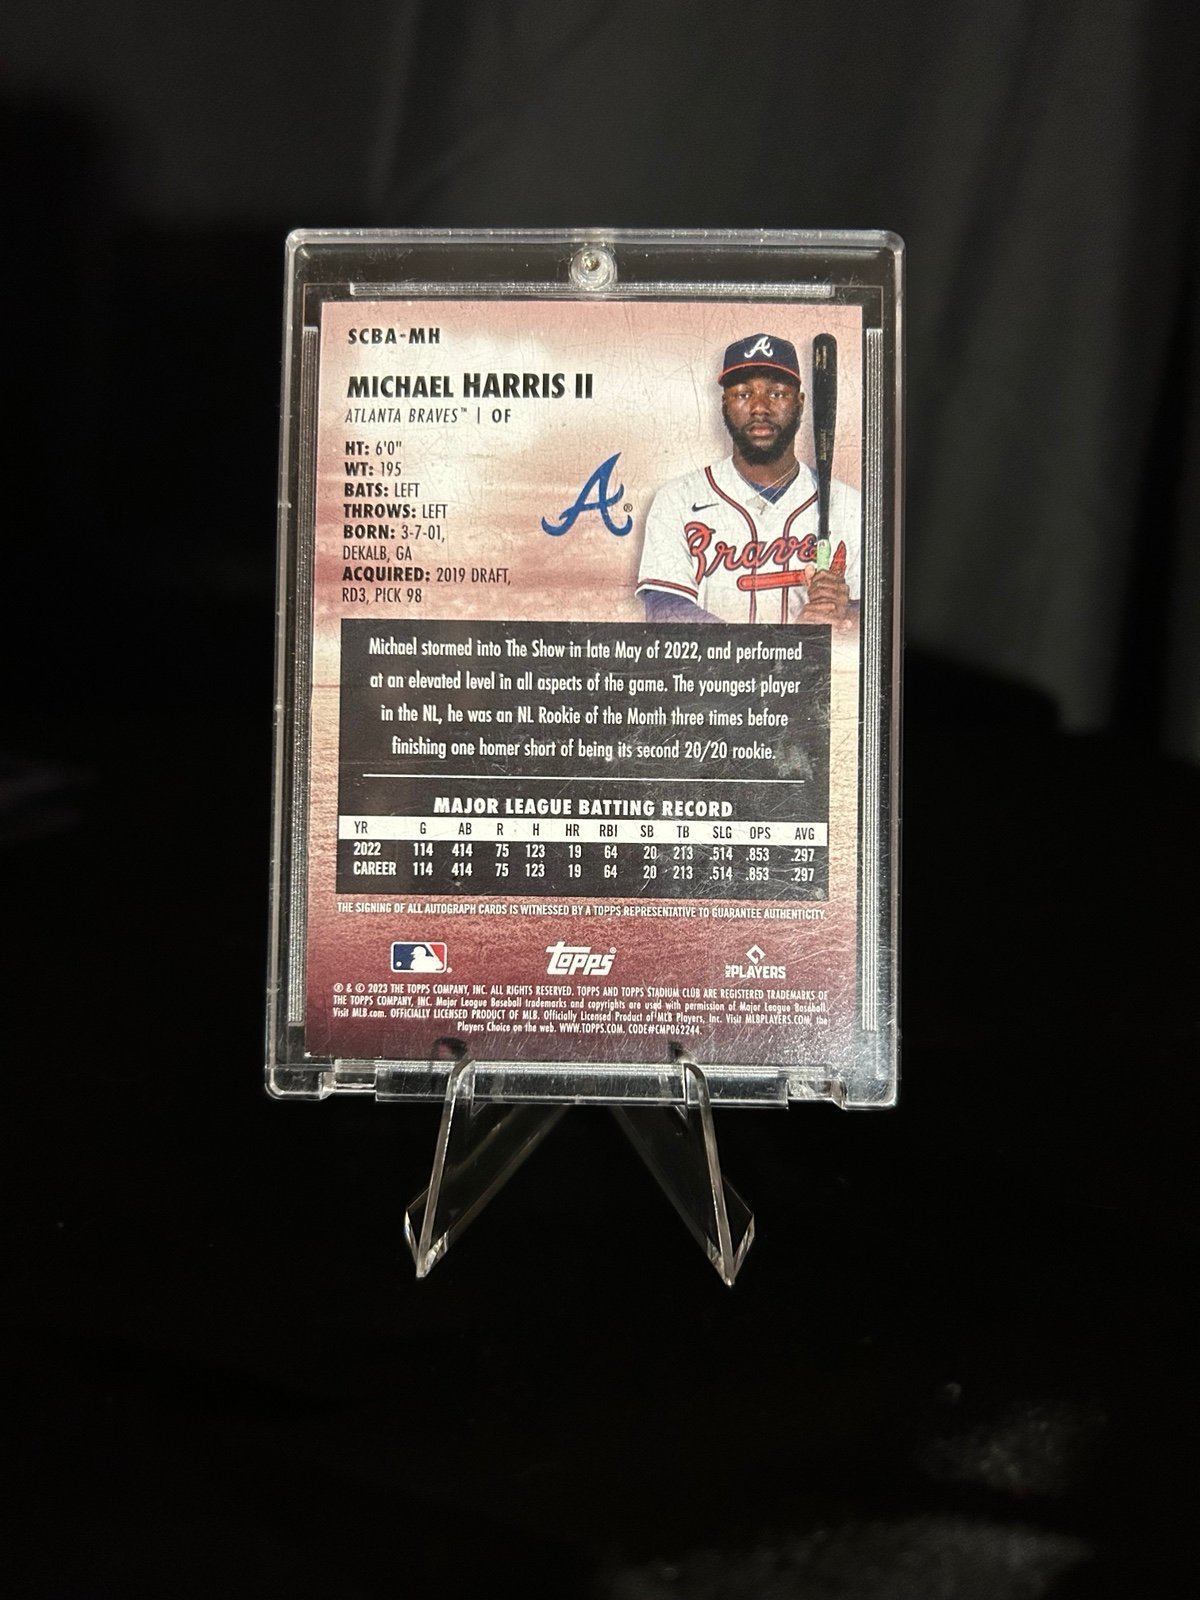 SCBA-MH
MICHAEL HARRIS II
ATLANTA BRAVES™ | OF
HT: 6'0"
WT: 195
BATS: LEFT
THROWS: LEFT
BORN: 3-7-01,
DEKALB, GA
ACQUIRED: 2019 DRAFT,
RD3, PICK 98
A
A®
Braves
Michael stormed into The Show in late May of 2022, and performed
at an elevated level in all aspects of the game. The youngest player
in the NL, he was an NL Rookie of the Month three times before
finishing one homer short of being its second 20/20 rookie.
MAJOR LEAGUE BATTING RECORD
YR G AB R H HR RBI SB TB SLG OPS AVG
2022 114 414 75 123 19 64 20 213 .514 .853 .297
CAREER 114 414 75 123 19 64 20 213 .514 .853 .297
THE SIGNING OF ALL AUTOGRAPH CARDS IS WITNESSED BY A TOPPS REPRESENTATIVE TO GUARANTEE AUTHENTICITY.
topps® PLAYERS
® & © 2023 THE TOPPS COMPANY, INC. ALL RIGHTS RESERVED. TOPPS AND TOPPS STADIUM CLUB ARE REGISTERED TRADEMARKS OF
THE TOPPS COMPANY, INC. Major League Baseball trademarks and copyrights are used with permission of Major League Baseball.
Visit MLB.com. OFFICIALLY LICENSED PRODUCT OF MLB. Officially Licensed Product of MLB Players, Inc. Visit MLBPLAYERS.COM, the
Players Choice on the web. WWW.TOPPS.COM. CODE#CMP062244.